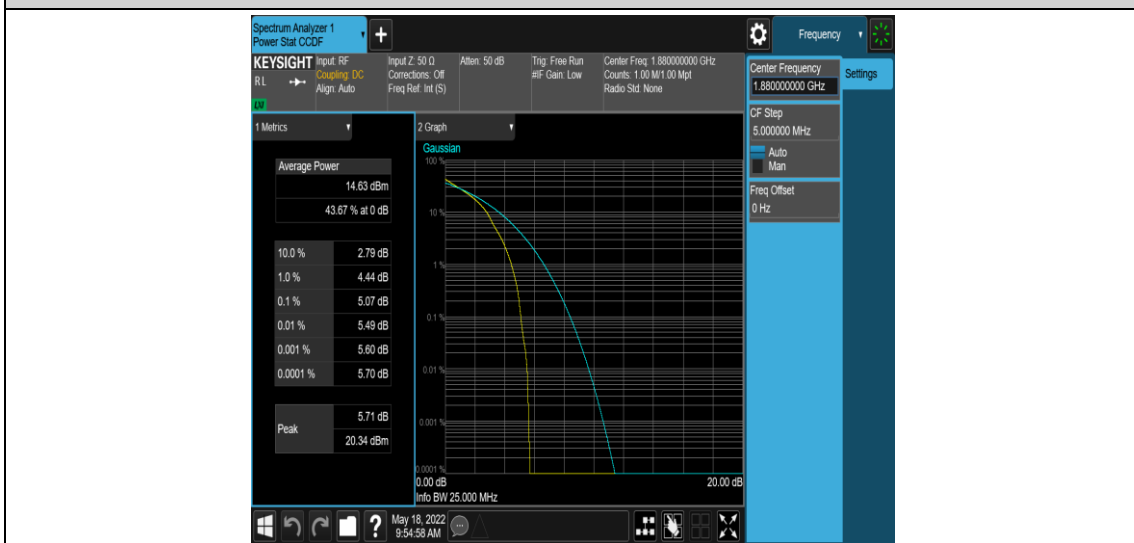 Spectrum Analyzer 1
Power Stat CCDF
+
Frequency
KEYSIGHT
RL
LXI
Input: RF
Coupling: DC
Align: Auto
Input Z: 50 Ω
Corrections: Off
Freq Ref: Int (S)
Atten: 50 dB
Trig: Free Run
#IF Gain: Low
Center Freq: 1.880000000 GHz
Counts: 1.00 M/1.00 Mpt
Radio Std: None
Center Frequency
1.880000000 GHz
Settings
CF Step
5.000000 MHz
Auto
Man
Freq Offset
0 Hz
1 Metrics
Average Power
14.63 dBm
43.67 % at 0 dB
10.0 % 2.79 dB
1.0 % 4.44 dB
0.1 % 5.07 dB
0.01 % 5.49 dB
0.001 % 5.60 dB
0.0001 % 5.70 dB
Peak 5.71 dB
20.34 dBm
2 Graph
Gaussian
100 %
10 %
1 %
0.1 %
0.01 %
0.001 %
0.0001 %
0.00 dB 20.00 dB
Info BW 25.000 MHz
?
May 18, 2022
9:54:58 AM